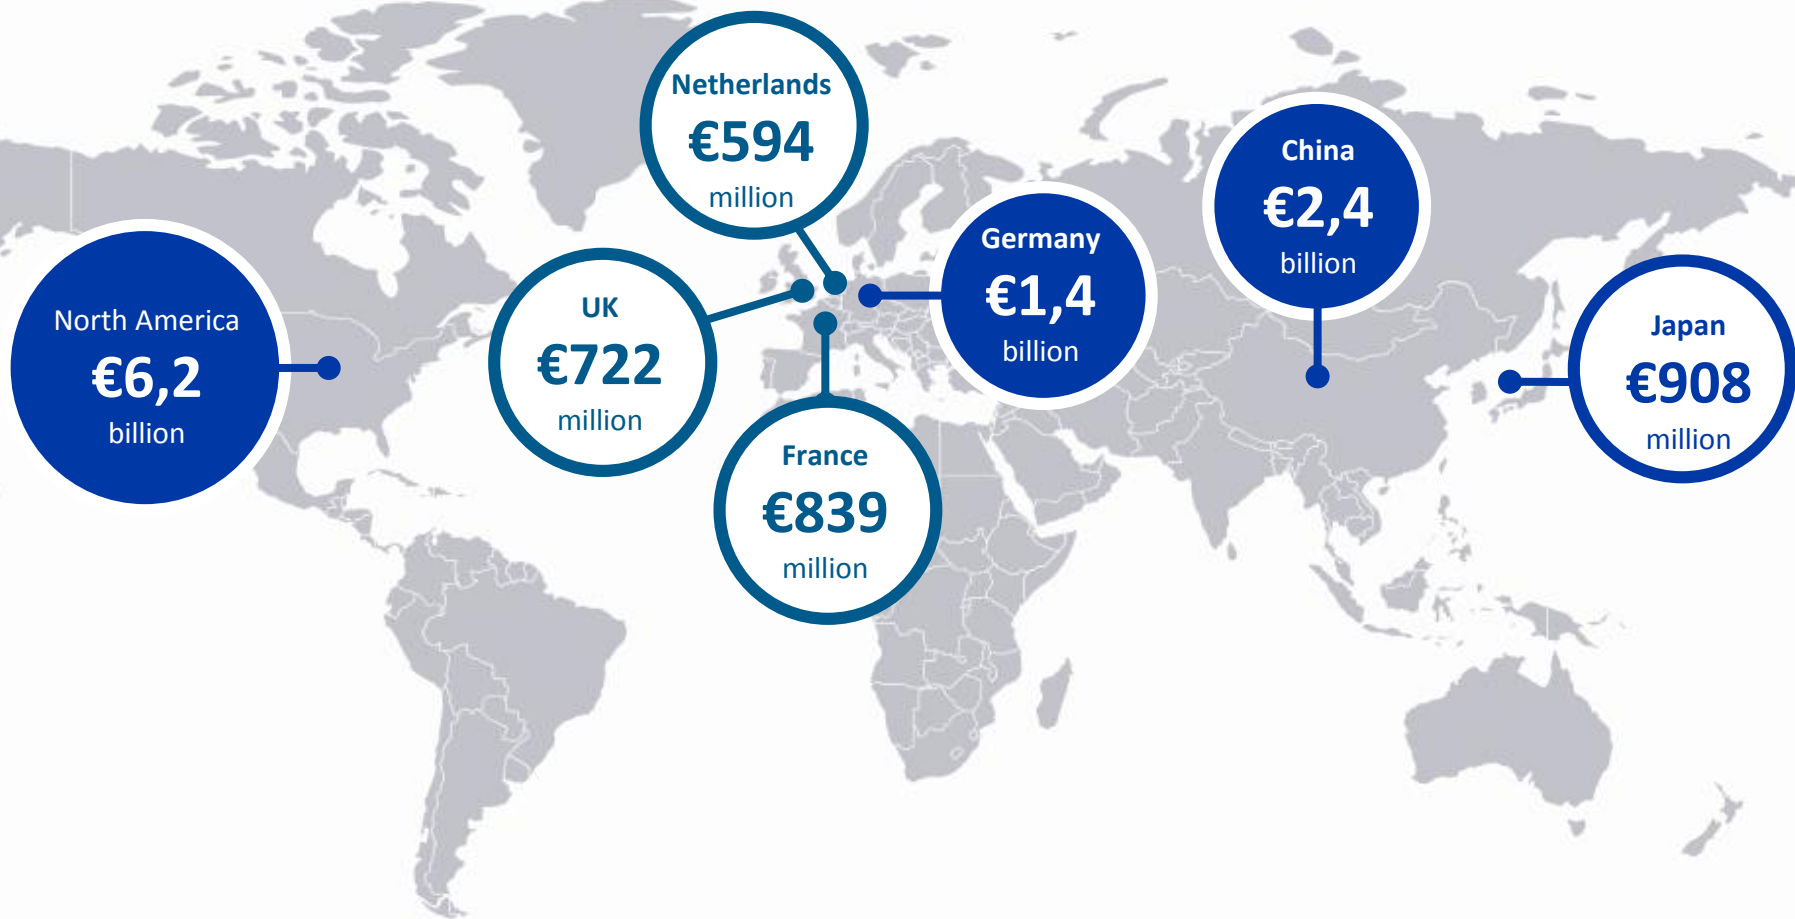 North America
€6,2
billion
UK
€722
million
Netherlands
€594
million
France
€839
million
Germany
€1,4
billion
China
€2,4
billion
Japan
€908
million